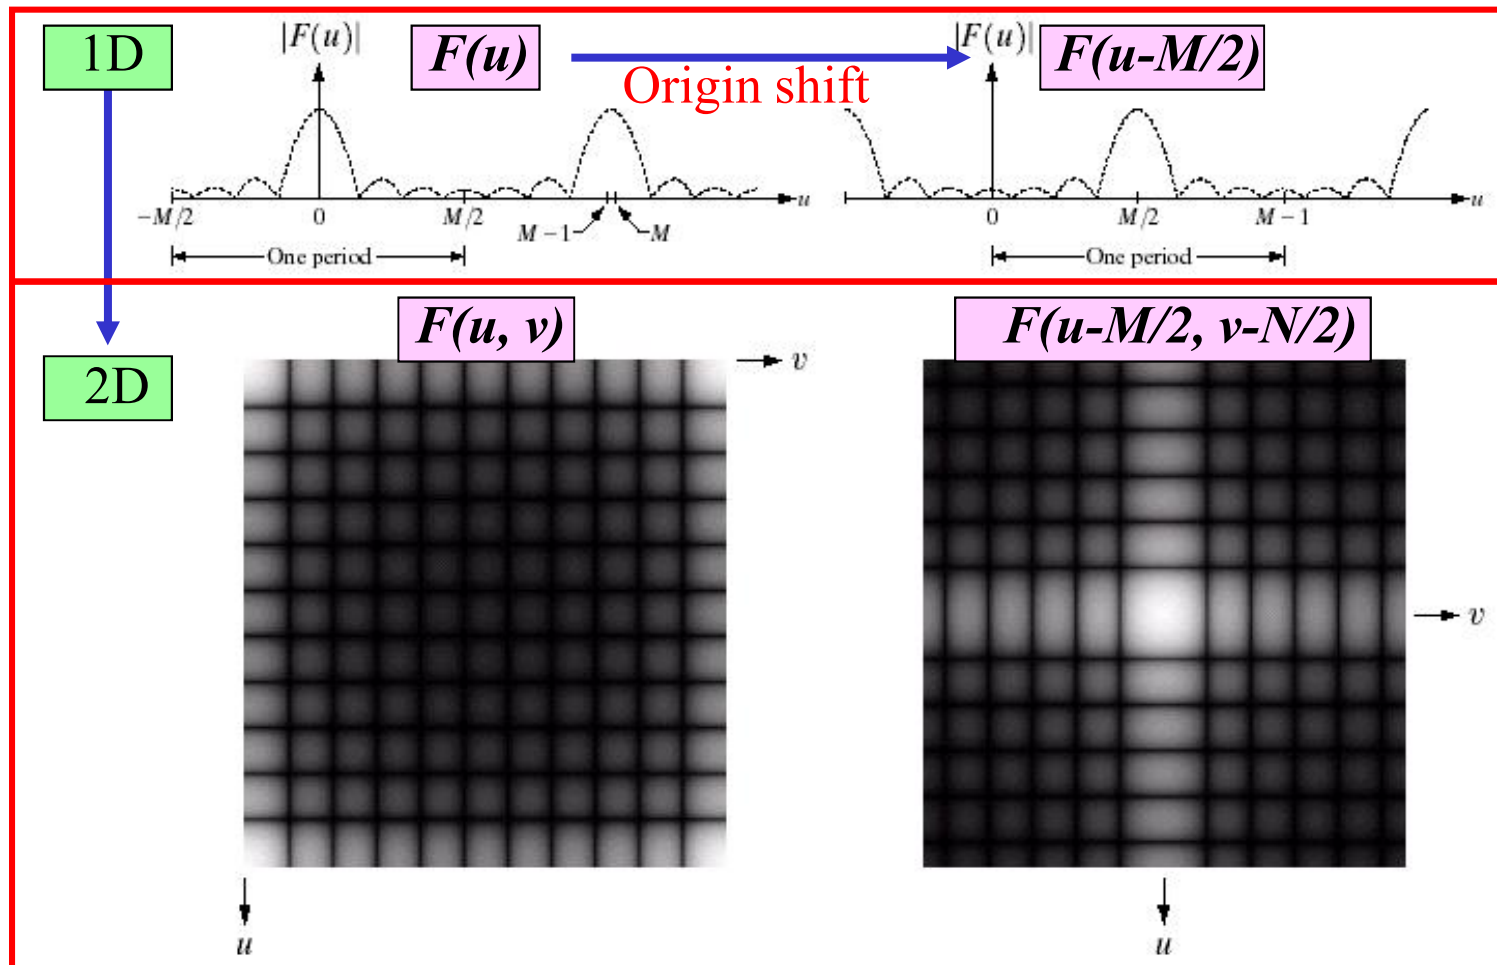 1D
|F(u)|
F(u)
Origin shift
|F(u)|
F(u-M/2)
−M/2
0
M/2
M − 1
M
u
One period
0
M/2
M − 1
u
One period
2D
F(u, v)
v
u
F(u-M/2, v-N/2)
v
u